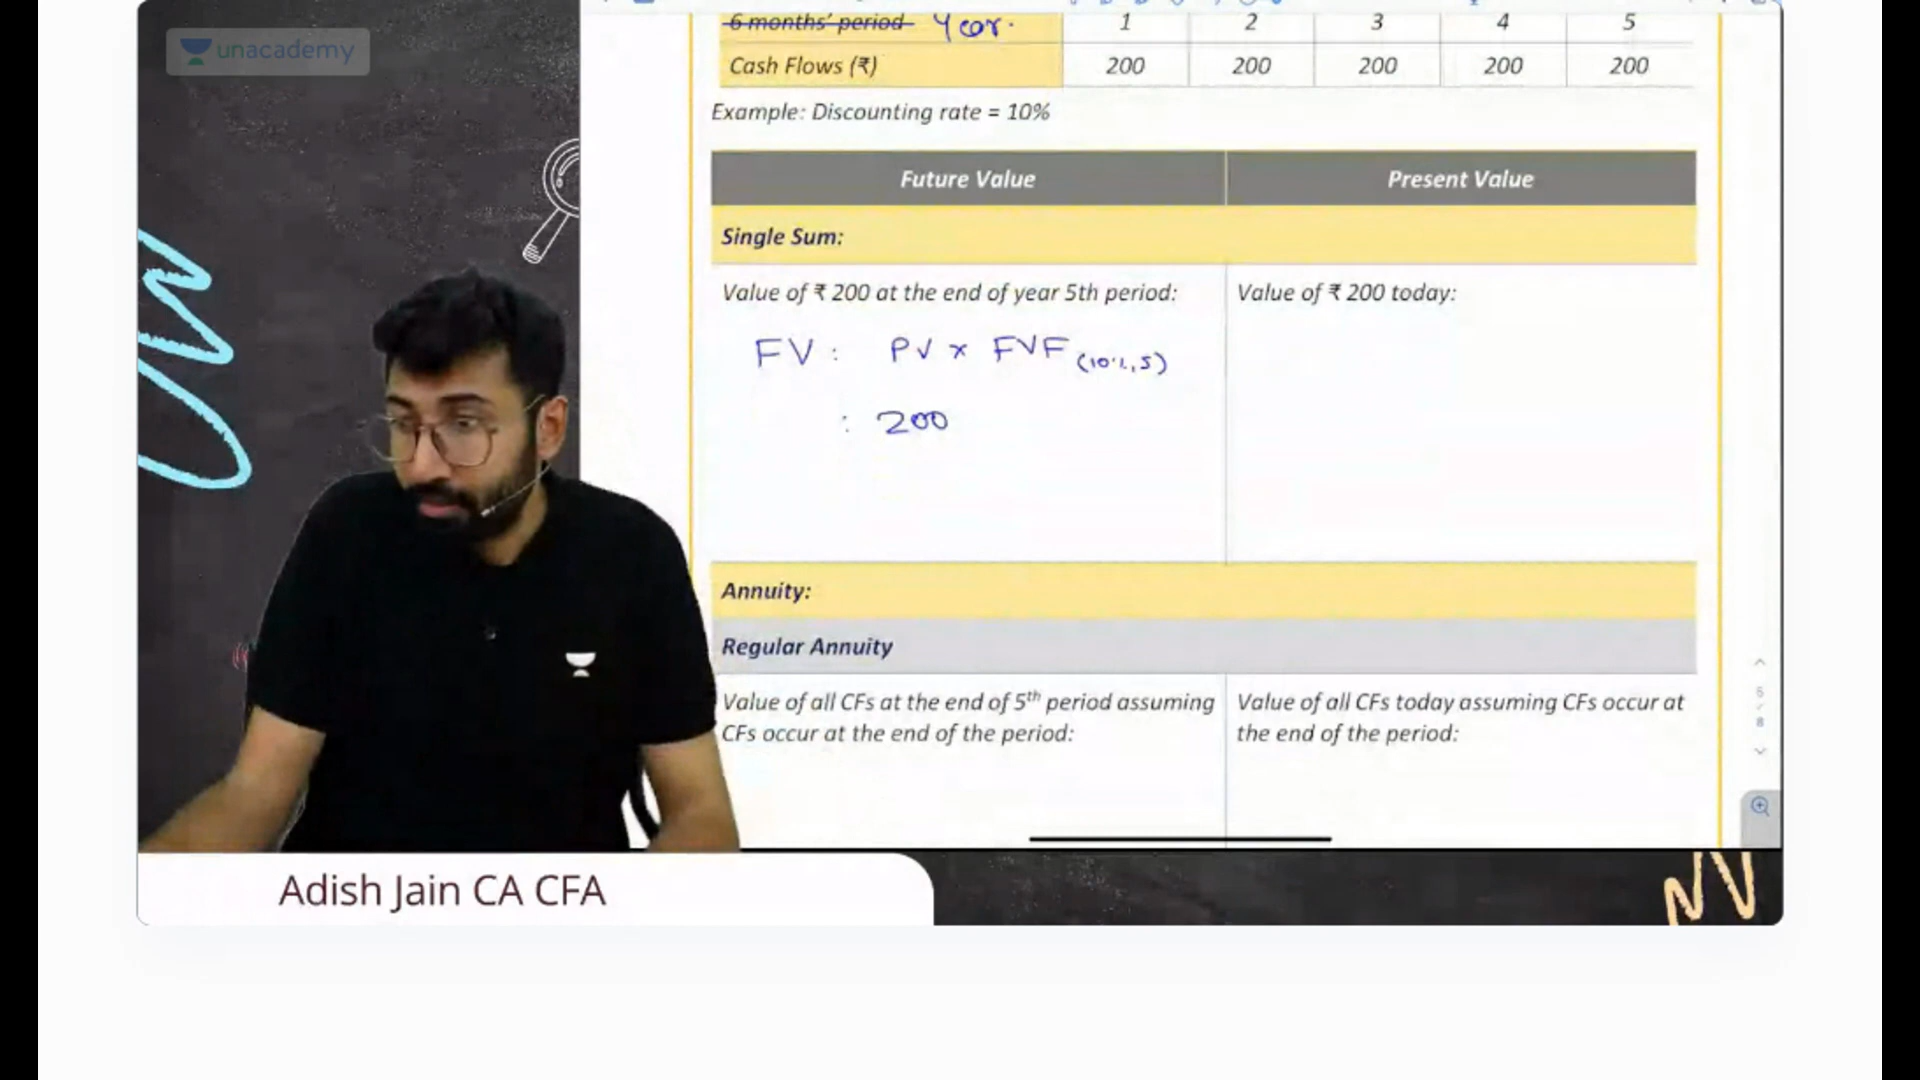 unacademy
6 months' period Year. 1 2 3 4 5
Cash Flows (₹) 200 200 200 200 200
Example: Discounting rate = 10%
Future Value Present Value
Single Sum:
Value of ₹ 200 at the end of year 5th period: Value of ₹ 200 today:
FV : PV x FVF (10%,5)
: 200
Annuity:
Regular Annuity
Value of all CFs at the end of 5th period assuming
CFs occur at the end of the period:
Value of all CFs today assuming CFs occur at
the end of the period:
Adish Jain CA CFA